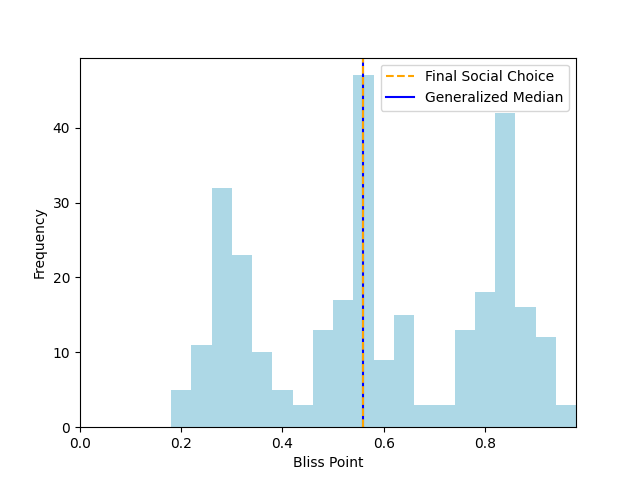 Final Social Choice
Generalized Median
Frequency
40
30
20
10
0
0.0 0.2 0.4 0.6 0.8
Bliss Point